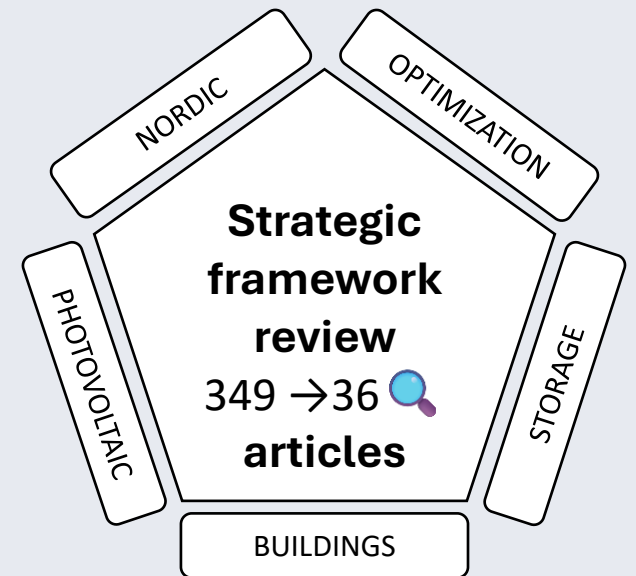 NORDIC
OPTIMIZATION
PHOTOVOLTAIC
Strategic
framework
review
349 →36
articles
STORAGE
BUILDINGS